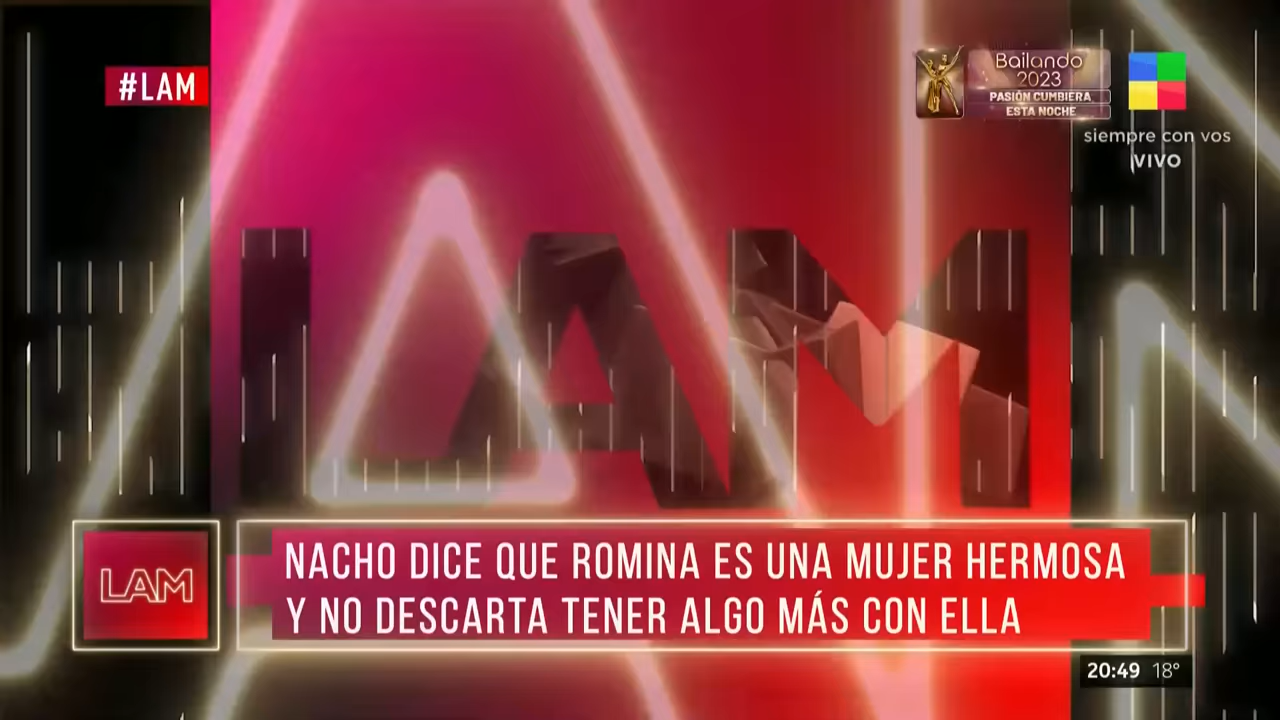 #LAM
Bailando
2023
PASIÓN CUMBIERA
ESTA NOCHE
siempre con vos
VIVO
LAM
LAM
NACHO DICE QUE ROMINA ES UNA MUJER HERMOSA
Y NO DESCARTA TENER ALGO MÁS CON ELLA
20:49 18°